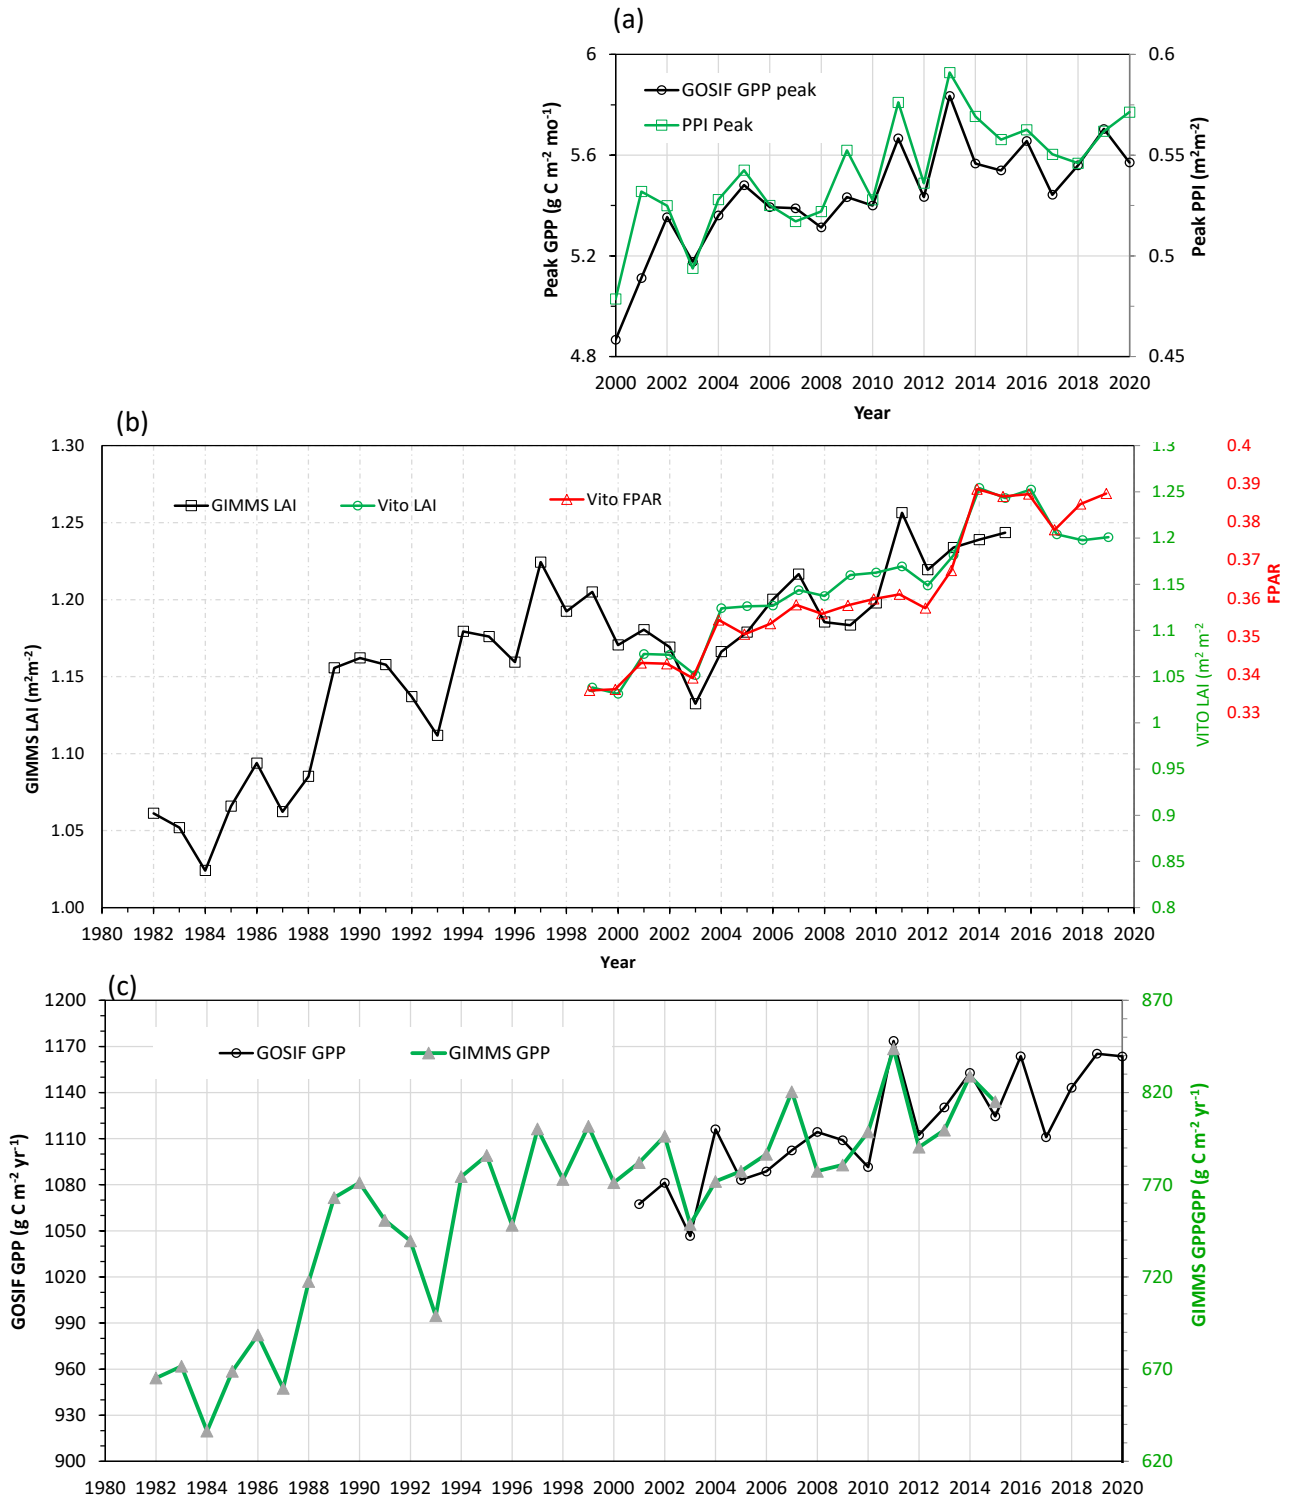 (a)
6
5.6
5.2
4.8
Peak GPP (g C m-2 mo-1)
GOSIF GPP peak
PPI Peak
0.6
0.55
0.5
0.45
Peak PPI (m2m-2)
2000 2002 2004 2006 2008 2010 2012 2014 2016 2018 2020
Year
(b)
1.30
1.25
1.20
1.15
1.10
1.05
1.00
GIMMS LAI (m2m-2)
GIMMS LAI
Vito LAI
Vito FPAR
1.3
1.25
1.2
1.15
1.1
1.05
1
0.95
0.9
0.85
0.8
VITO LAI (m2 m-2)
0.4
0.39
0.38
0.37
0.36
0.35
0.34
0.33
FPAR
1980 1982 1984 1986 1988 1990 1992 1994 1996 1998 2000 2002 2004 2006 2008 2010 2012 2014 2016 2018 2020
Year
(c)
1200
1170
1140
1110
1080
1050
1020
990
960
930
900
GOSIF GPP (g C m-2 yr-1)
GOSIF GPP
GIMMS GPP
870
820
770
720
670
620
GIMMS GPPGPP (g C m-2 yr-1)
1980 1982 1984 1986 1988 1990 1992 1994 1996 1998 2000 2002 2004 2006 2008 2010 2012 2014 2016 2018 2020